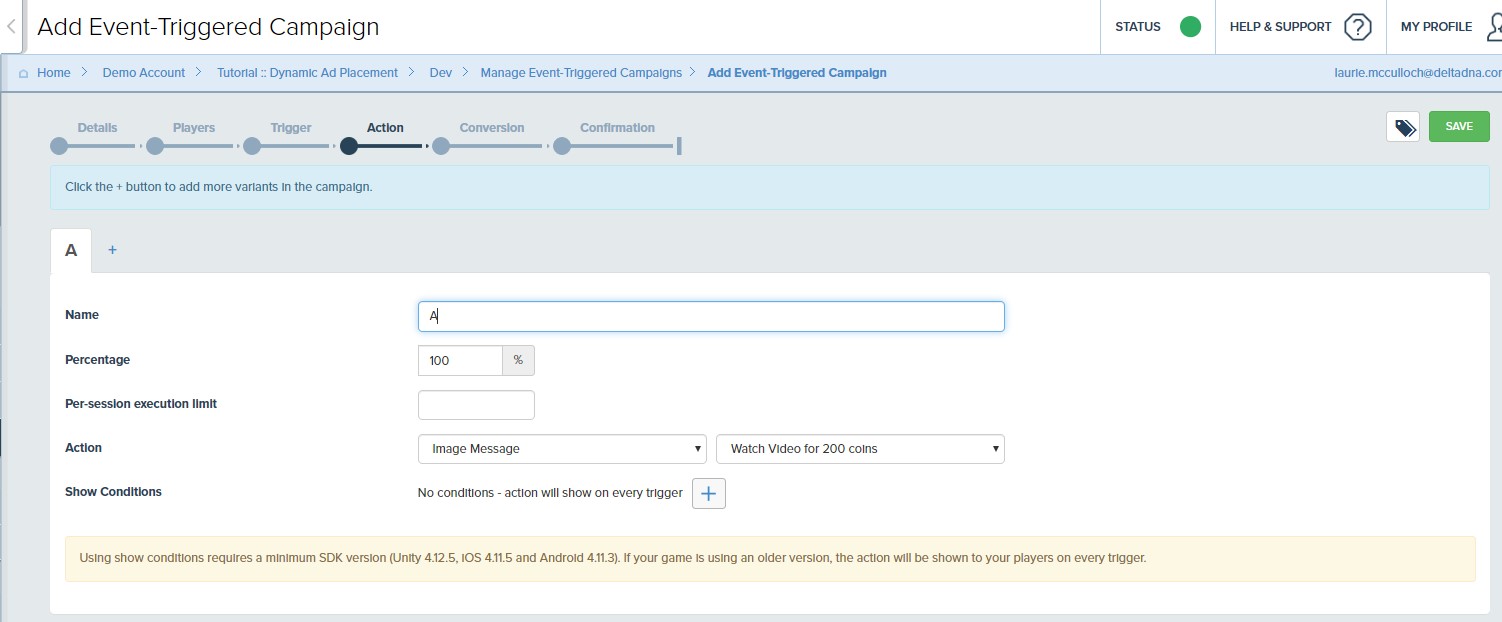 Add Event-Triggered Campaign
STATUS
HELP & SUPPORT
MY PROFILE
Home > Demo Account > Tutorial :: Dynamic Ad Placement > Dev > Manage Event-Triggered Campaigns > Add Event-Triggered Campaign
laurie.mcculloch@deltadna.co
Details Players Trigger Action Conversion Confirmation
SAVE
Click the + button to add more variants in the campaign.
A +
Name A
Percentage 100 %
Per-session execution limit
Action Image Message Watch Video for 200 coins
Show Conditions No conditions - action will show on every trigger +
Using show conditions requires a minimum SDK version (Unity 4.12.5, iOS 4.11.5 and Android 4.11.3). If your game is using an older version, the action will be shown to your players on every trigger.